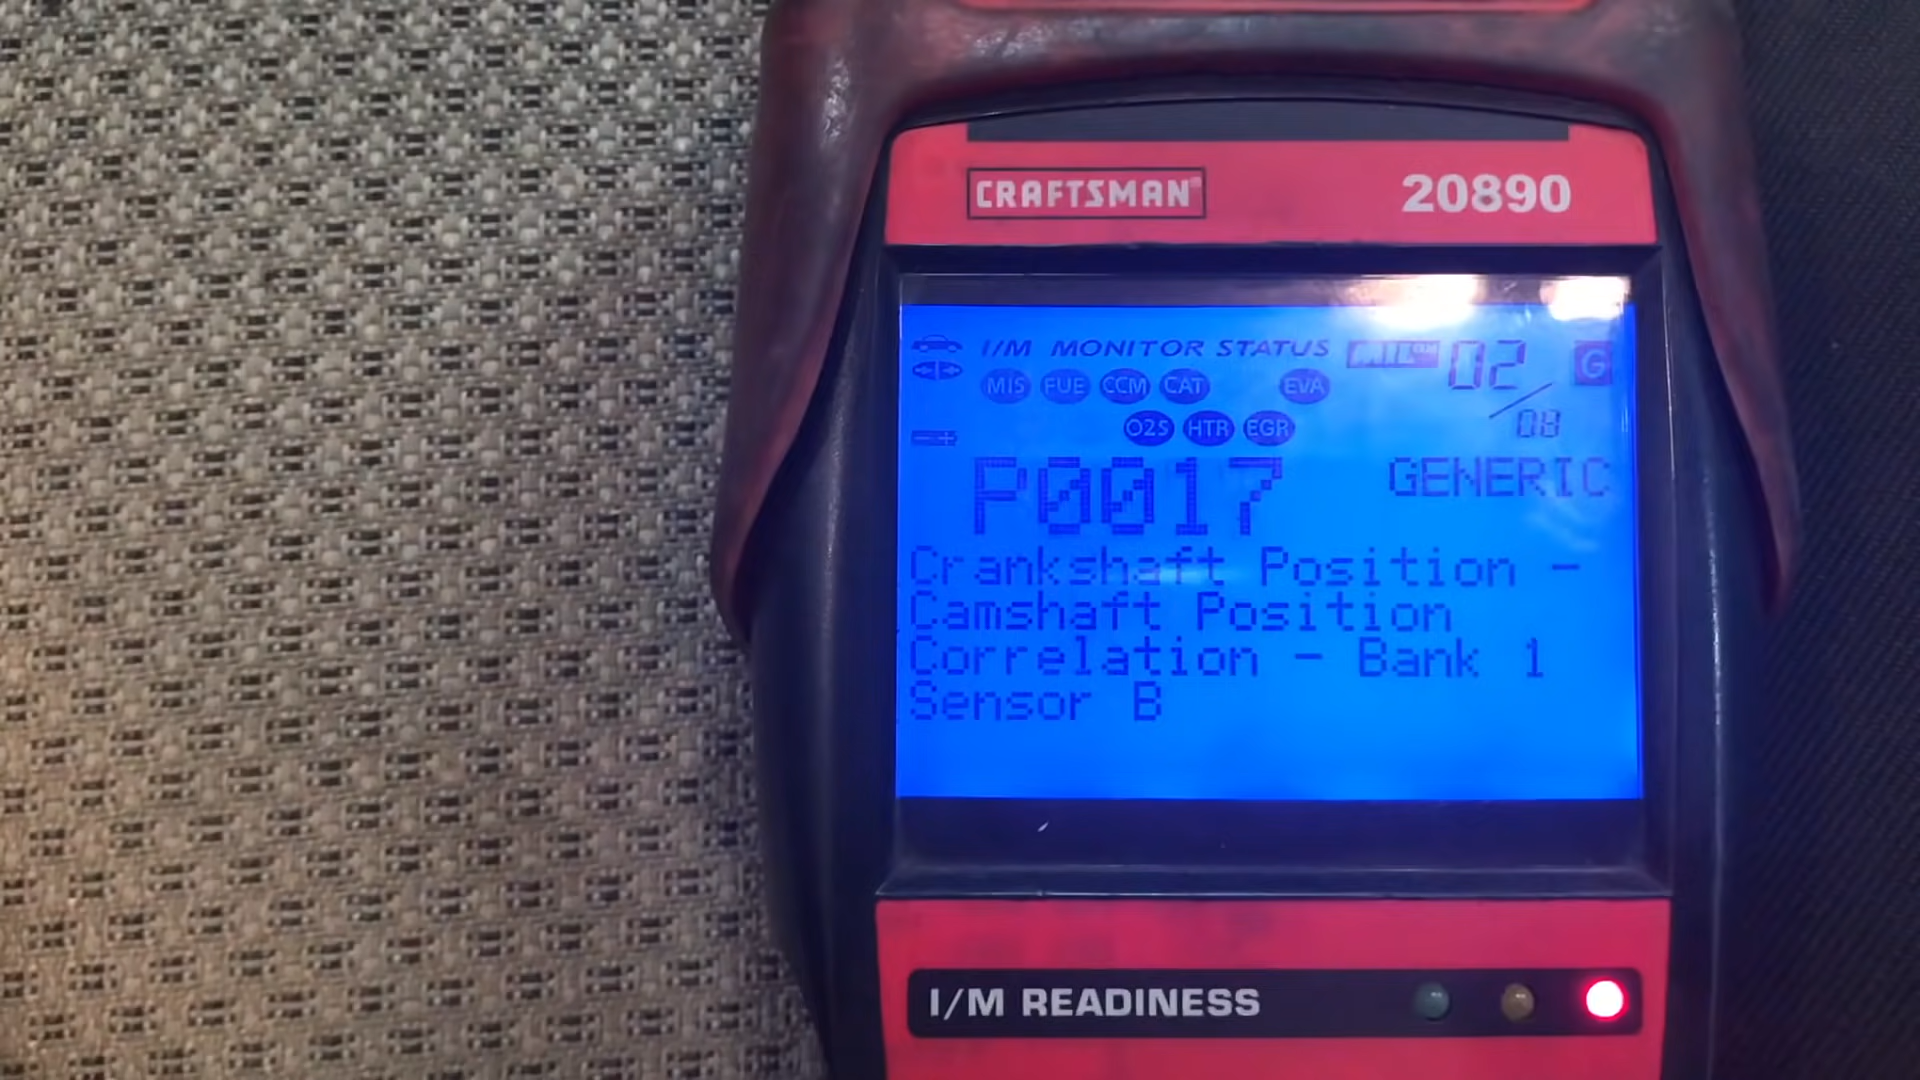 CRAFTSMAN® 20890
I/M MONITOR STATUS MIL 02 G
MIS FUE CCM CAT EVA
08
O2S HTR EGR
P0017 GENERIC
Crankshaft Position -
Camshaft Position
Correlation - Bank 1
Sensor B
I/M READINESS